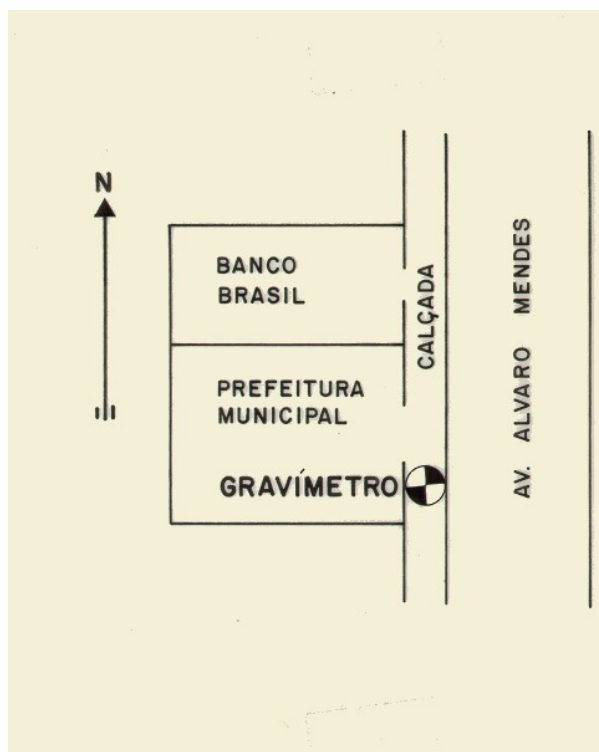 N
BANCO
BRASIL
PREFEITURA
MUNICIPAL
GRAVÍMETRO
CALÇADA
AV. ALVARO MENDES